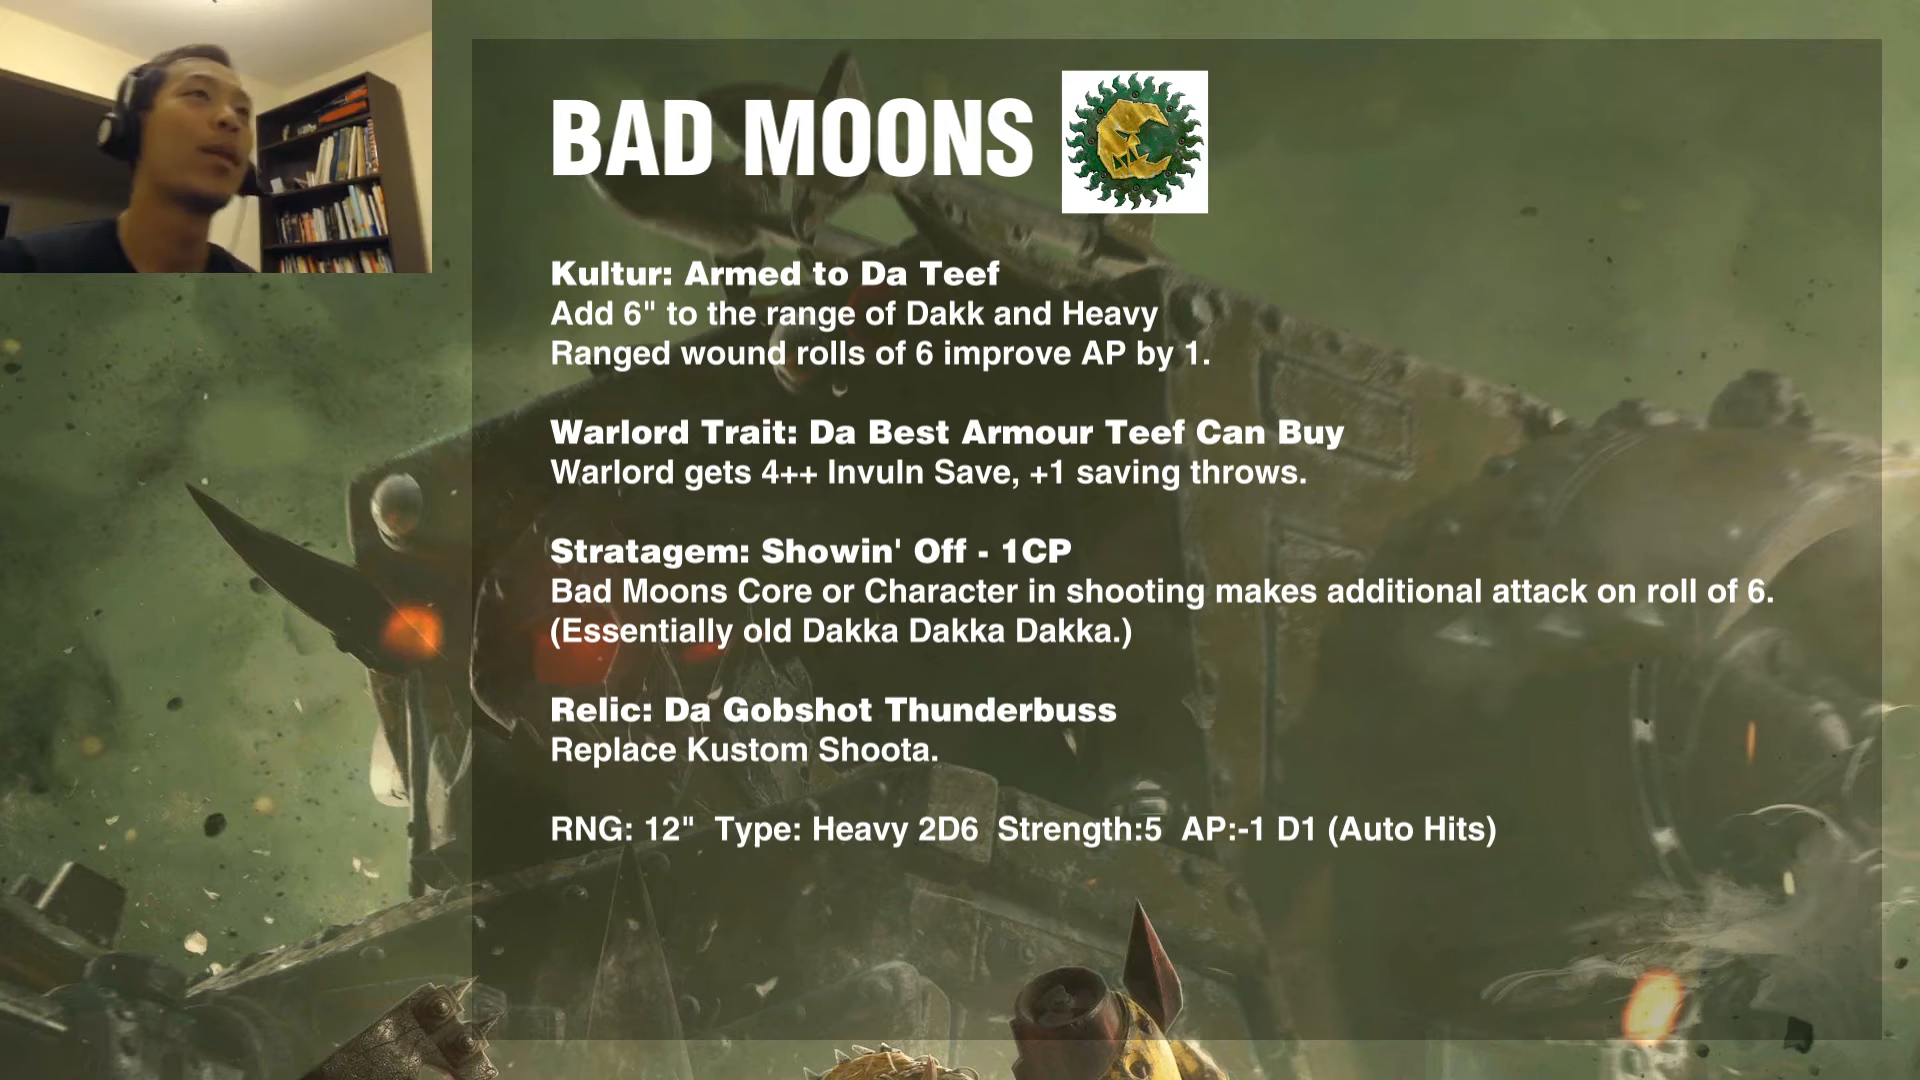 BAD MOONS
Kultur: Armed to Da Teef
Add 6" to the range of Dakk and Heavy
Ranged wound rolls of 6 improve AP by 1.
Warlord Trait: Da Best Armour Teef Can Buy
Warlord gets 4++ Invuln Save, +1 saving throws.
Stratagem: Showin' Off - 1CP
Bad Moons Core or Character in shooting makes additional attack on roll of 6.
(Essentially old Dakka Dakka Dakka.)
Relic: Da Gobshot Thunderbuss
Replace Kustom Shoota.
RNG: 12" Type: Heavy 2D6 Strength:5 AP:-1 D1 (Auto Hits)